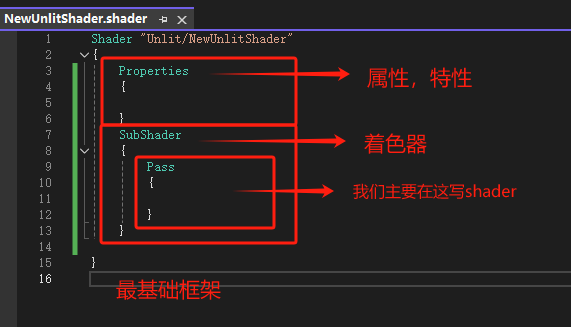 NewUnlitShader.shader
1 Shader "Unlit/NewUnlitShader"
2 {
3 Properties 属性，特性
4 {
5
6 }
7 SubShader 着色器
8 {
9 Pass 我们主要在这写shader
10 {
11
12 }
13 }
14
15 }
16
最基础框架